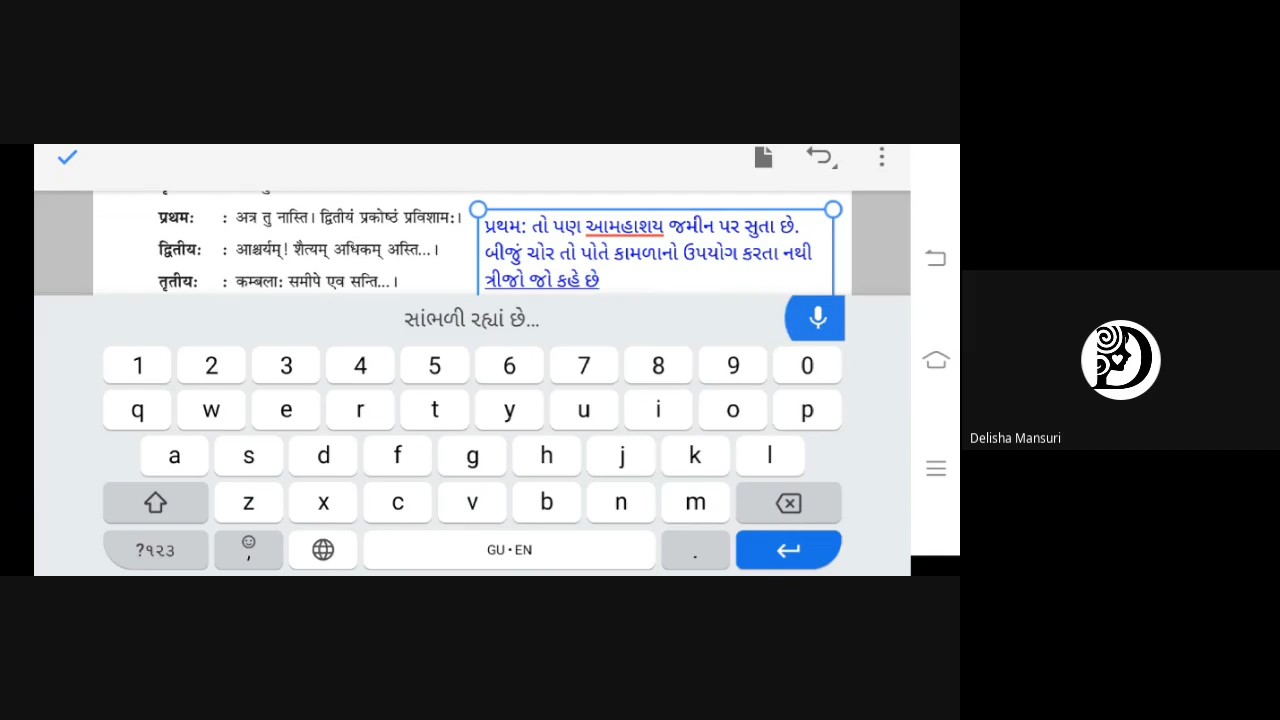 प्रथमः : अत्र तु नास्ति। द्वितीयं प्रकोष्ठं प्रविशामः।
द्वितीयः : आश्चर्यम्! शैत्यम् अधिकम् अस्ति...।
तृतीयः : कम्बलाः समीपे एव सन्ति...।
પ્રથમ: તો પણ આમહાશય જમીન પર સુતા છે.
બીજું ચોર તો પોતે કામળાનો ઉપયોગ કરતા નથી
ત્રીજો જો કહે છે
સાંભળી રહ્યાં છે...
1 2 3 4 5 6 7 8 9 0
q w e r t y u i o p
a s d f g h j k l
z x c v b n m
?૧૨૩ , GU • EN .
Delisha Mansuri